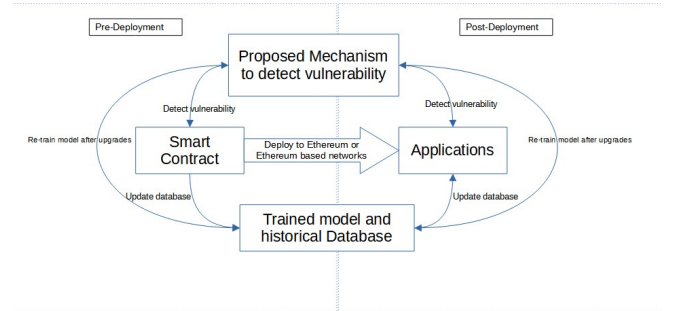 Pre-Deployment
Post-Deployment
Proposed Mechanism
to detect vulnerability
Detect vulnerability
Detect vulnerability
Re-train model after upgrades
Smart
Contract
Deploy to Ethereum or
Ethereum based networks
Applications
Re-train model after upgrades
Update database
Update database
Trained model and
historical Database